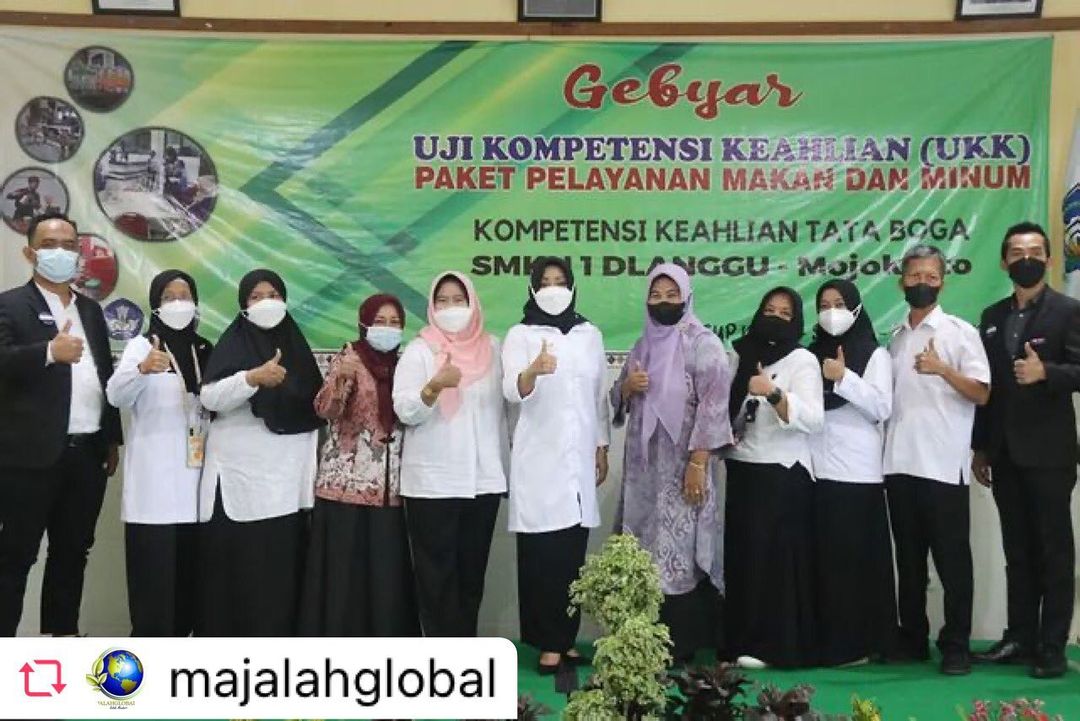 Gebyar
UJI KOMPETENSI KEAHLIAN (UKK)
PAKET PELAYANAN MAKAN DAN MINUM
KOMPETENSI KEAHLIAN TATA BOGA
SMKN 1 DLANGGU - Mojokerto
majalahglobal